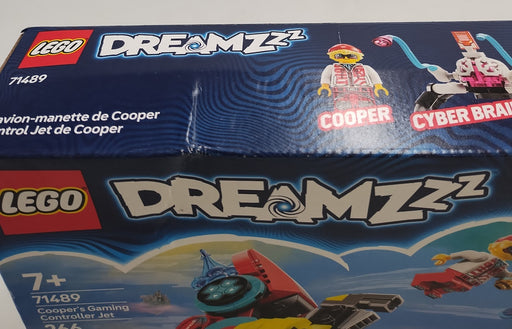 LEGO DREAMZzz
71489
COOPER
CYBER BRAI
avion-manette de Cooper
ntrol Jet de Cooper
LEGO DREAMZzz
7+
71489
Cooper's Gaming
Controller Jet